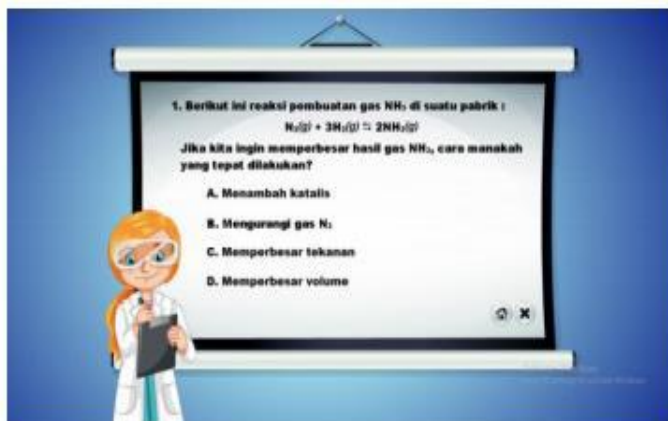 1. Berikut ini reaksi pembuatan gas NH₃ di suatu pabrik :
N₂(g) + 3H₂(g) ⇆ 2NH₃(g)
Jika kita ingin memperbesar hasil gas NH₃, cara manakah
yang tepat dilakukan?
A. Menambah katalis
B. Mengurangi gas N₂
C. Memperbesar tekanan
D. Memperbesar volume